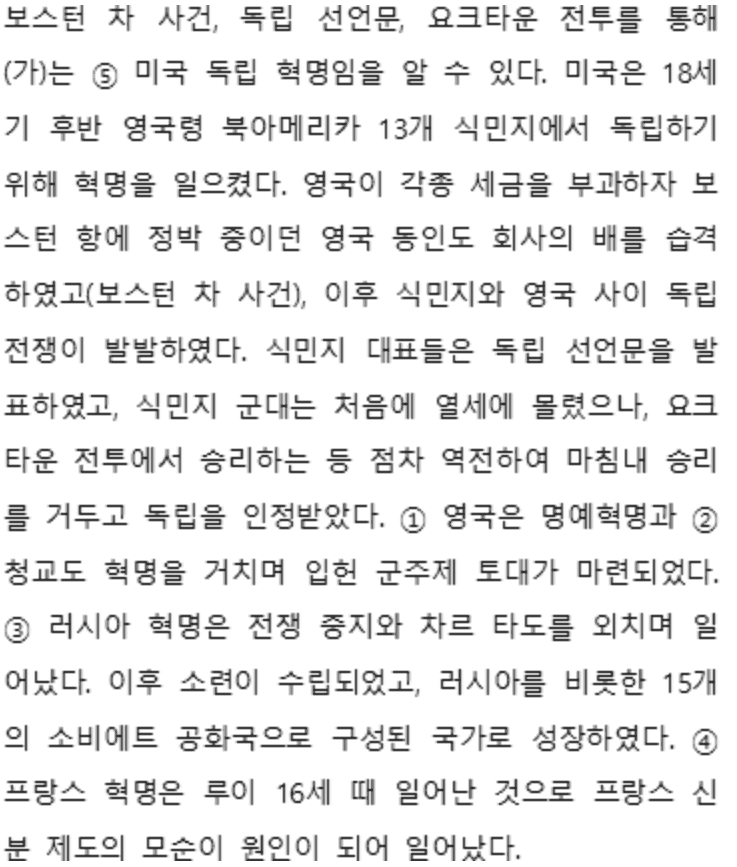 보스턴 차 사건, 독립 선언문, 요크타운 전투를 통해
(가)는 ⑤ 미국 독립 혁명임을 알 수 있다. 미국은 18세
기 후반 영국령 북아메리카 13개 식민지에서 독립하기
위해 혁명을 일으켰다. 영국이 각종 세금을 부과하자 보
스턴 항에 정박 중이던 영국 동인도 회사의 배를 습격
하였고(보스턴 차 사건), 이후 식민지와 영국 사이 독립
전쟁이 발발하였다. 식민지 대표들은 독립 선언문을 발
표하였고, 식민지 군대는 처음에 열세에 몰렸으나, 요크
타운 전투에서 승리하는 등 점차 역전하여 마침내 승리
를 거두고 독립을 인정받았다. ① 영국은 명예혁명과 ②
청교도 혁명을 거치며 입헌 군주제 토대가 마련되었다.
③ 러시아 혁명은 전쟁 중지와 차르 타도를 외치며 일
어났다. 이후 소련이 수립되었고, 러시아를 비롯한 15개
의 소비에트 공화국으로 구성된 국가로 성장하였다. ④
프랑스 혁명은 루이 16세 때 일어난 것으로 프랑스 신
분 제도의 모순이 원인이 되어 일어났다.